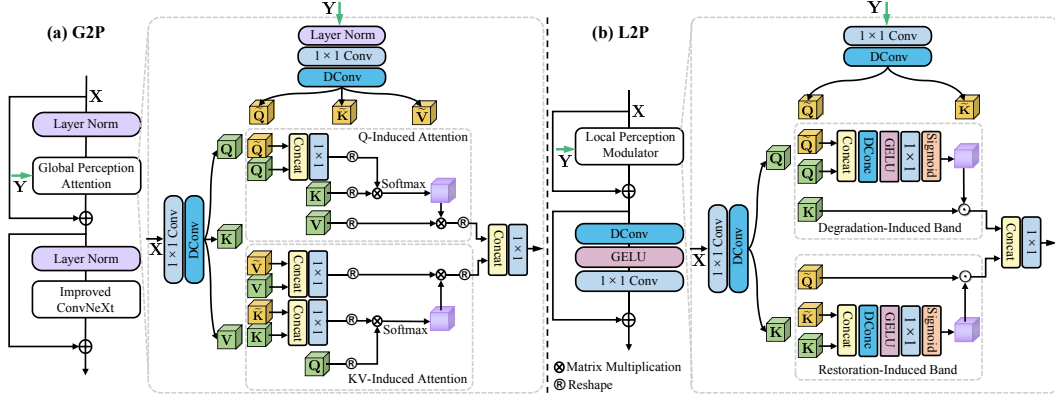 (a) G2P
X
Layer Norm
Y
Global Perception
Attention
Layer Norm
Improved
ConvNeXt
Y
Layer Norm
1 × 1 Conv
DConv
Q̃
K̃
Ṽ
X
1 × 1 Conv
DConv
Q
K
V
Q-Induced Attention
Q̃
Q
Concat
1 × 1
R
K
R
Softmax
V
R
R
Ṽ
V
Concat
1 × 1
R
R
K̃
K
Concat
1 × 1
R
Softmax
Q
R
KV-Induced Attention
Concat
1 × 1
(b) L2P
X
Local Perception
Modulator
Y
DConv
GELU
1 × 1 Conv
Matrix Multiplication
R Reshape
Y
1 × 1 Conv
DConv
Q̃
K̃
X
1 × 1 Conv
DConv
Q
K
Q̃
Q
Concat
DConc
GELU
1 × 1
Sigmoid
K
Degradation-Induced Band
Q̃
K̃
K
Concat
DConc
GELU
1 × 1
Sigmoid
Restoration-Induced Band
Concat
1 × 1